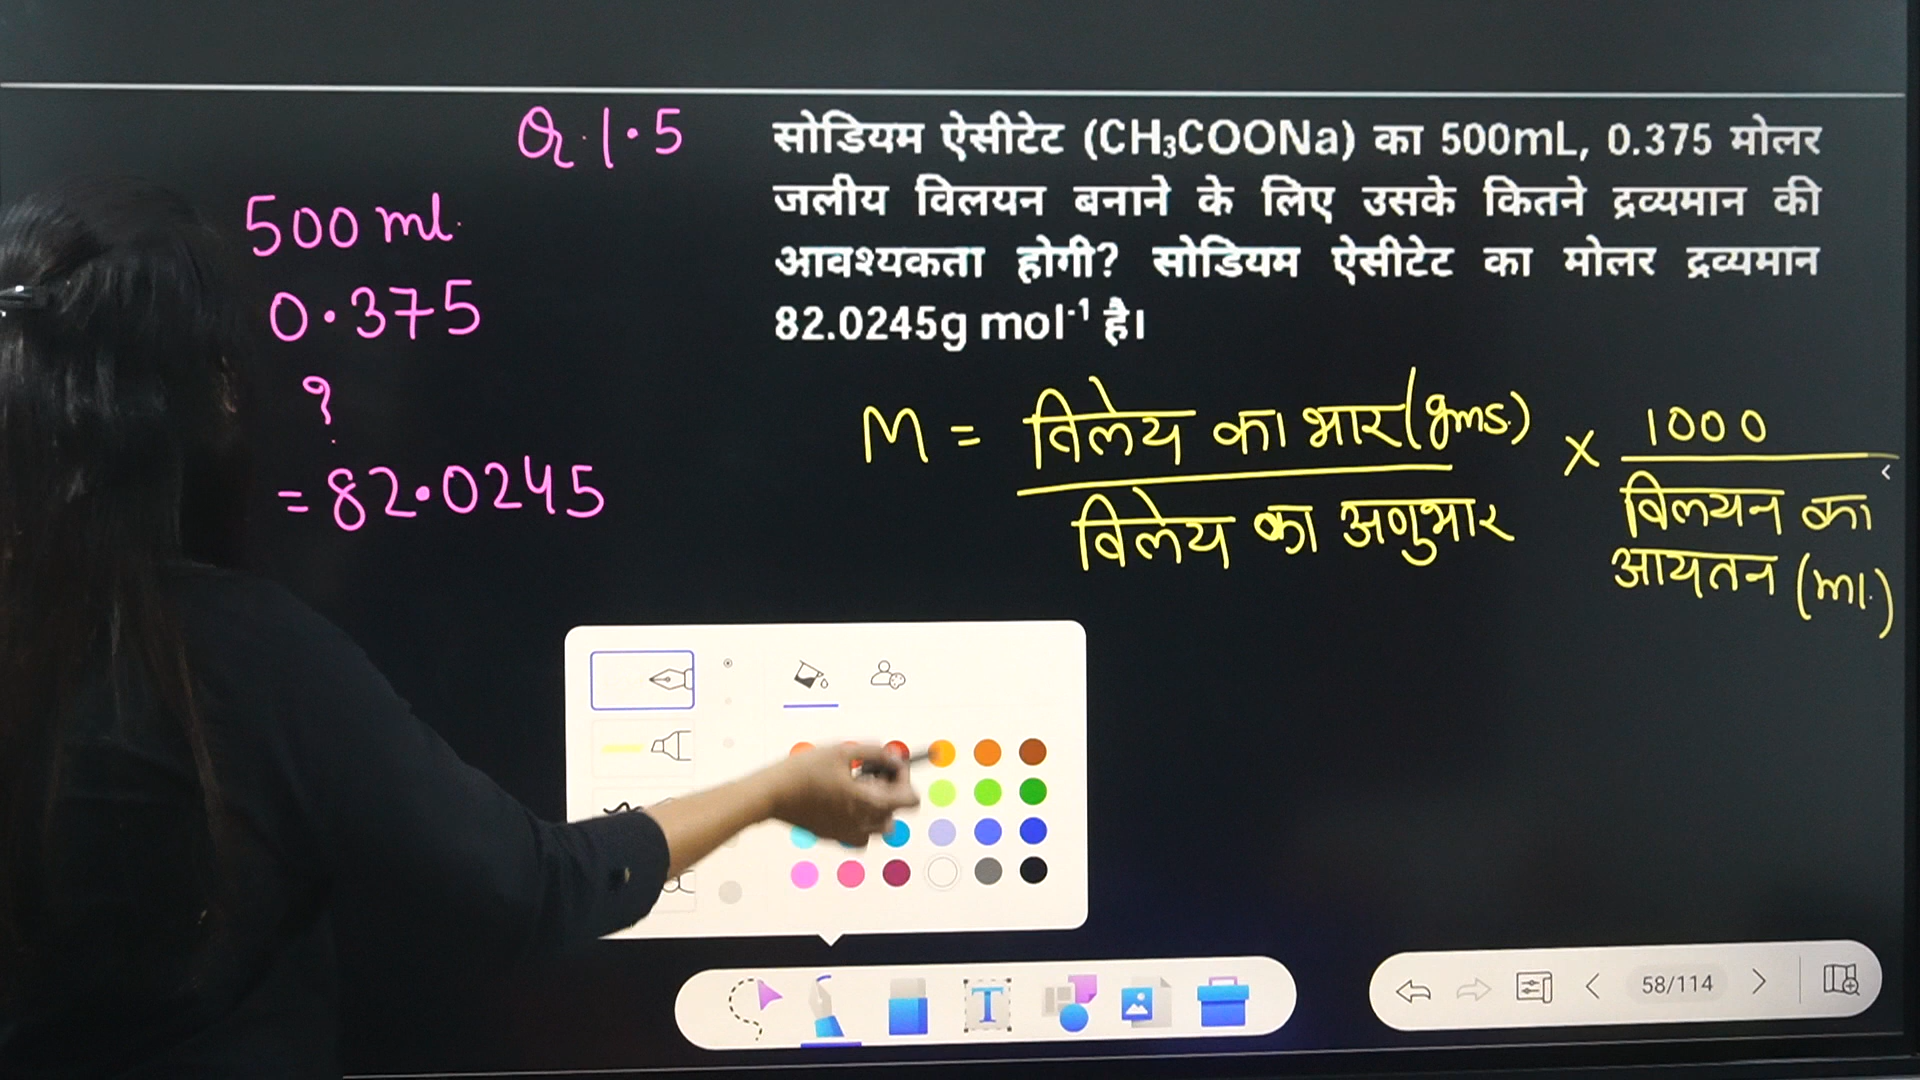 Q.1.5
सोडियम ऐसीटेट (CH₃COONa) का 500mL, 0.375 मोलर
जलीय विलयन बनाने के लिए उसके कितने द्रव्यमान की
आवश्यकता होगी? सोडियम ऐसीटेट का मोलर द्रव्यमान
82.0245g mol⁻¹ है।
500 ml.
0.375
?
= 82.0245
M = विलेय का भार (gms.) × 1000
विलेय का अणुभार विलयन का
आयतन (ml.)
T
58/114